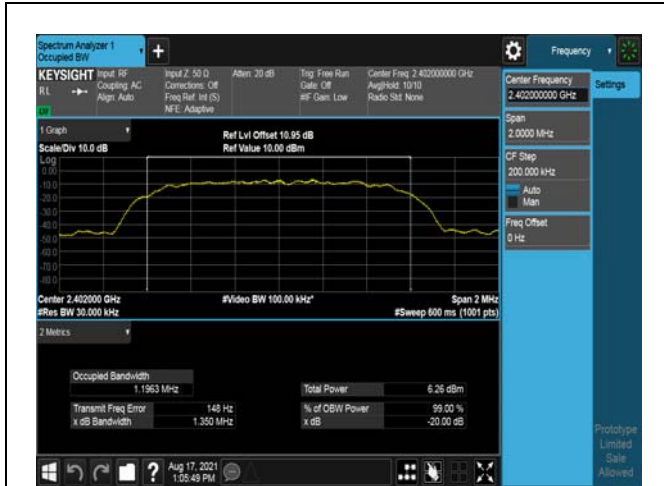 Spectrum Analyzer 1
Occupied BW
Frequency
KEYSIGHT
RL
Input: RF
Coupling: AC
Align: Auto
Input Z: 50 Ω
Corrections: Off
Freq Ref: Int (S)
NFE: Adaptive
Atten: 20 dB
Trig: Free Run
Gate: Off
#IF Gain: Low
Center Freq: 2.402000000 GHz
Avg|Hold: 10/10
Radio Std: None
Center Frequency
2.402000000 GHz
Settings
Span
2.0000 MHz
CF Step
200.000 kHz
Auto
Man
Freq Offset
0 Hz
1 Graph
Scale/Div 10.0 dB
Ref Lvl Offset 10.95 dB
Ref Value 10.00 dBm
Log
0.00
-10.0
-20.0
-30.0
-40.0
-50.0
-60.0
-70.0
-80.0
Center 2.402000 GHz
#Res BW 30.000 kHz
#Video BW 100.00 kHz*
Span 2 MHz
#Sweep 600 ms (1001 pts)
2 Metrics
Occupied Bandwidth
1.1963 MHz
Total Power 6.26 dBm
Transmit Freq Error 148 Hz
% of OBW Power 99.00 %
x dB Bandwidth 1.350 MHz
x dB -20.00 dB
Prototype
Limited
Sale
Allowed
?
Aug 17, 2021
1:05:49 PM